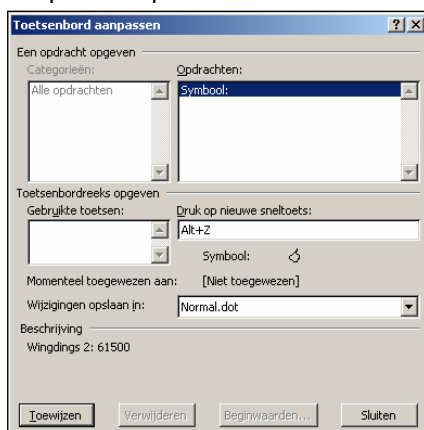 Toetsenbord aanpassen
Een opdracht opgeven
Categorieën: Opdrachten:
Alle opdrachten Symbool:
Toetsenbordreeks opgeven
Gebruikte toetsen: Druk op nieuwe sneltoets:
Alt+Z
Symbool:
Momenteel toegewezen aan: [Niet toegewezen]
Wijzigingen opslaan in: Normal.dot
Beschrijving
Wingdings 2: 61500
Toewijzen Verwijderen Beginwaarden... Sluiten